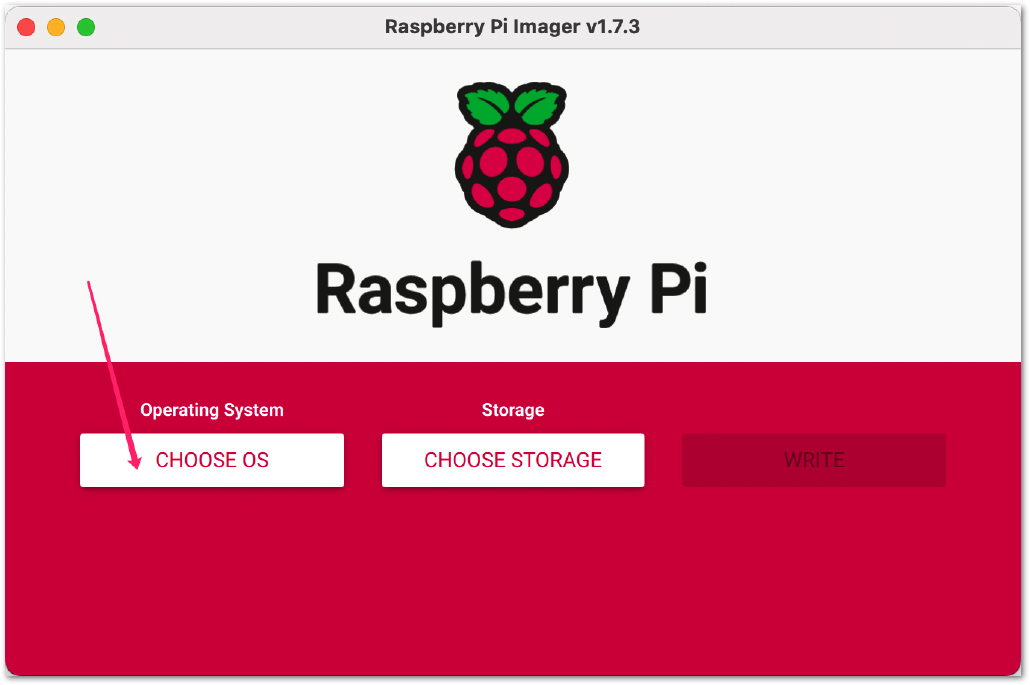 Raspberry Pi Imager v1.7.3
Raspberry Pi
Operating System
Storage
CHOOSE OS
CHOOSE STORAGE
WRITE